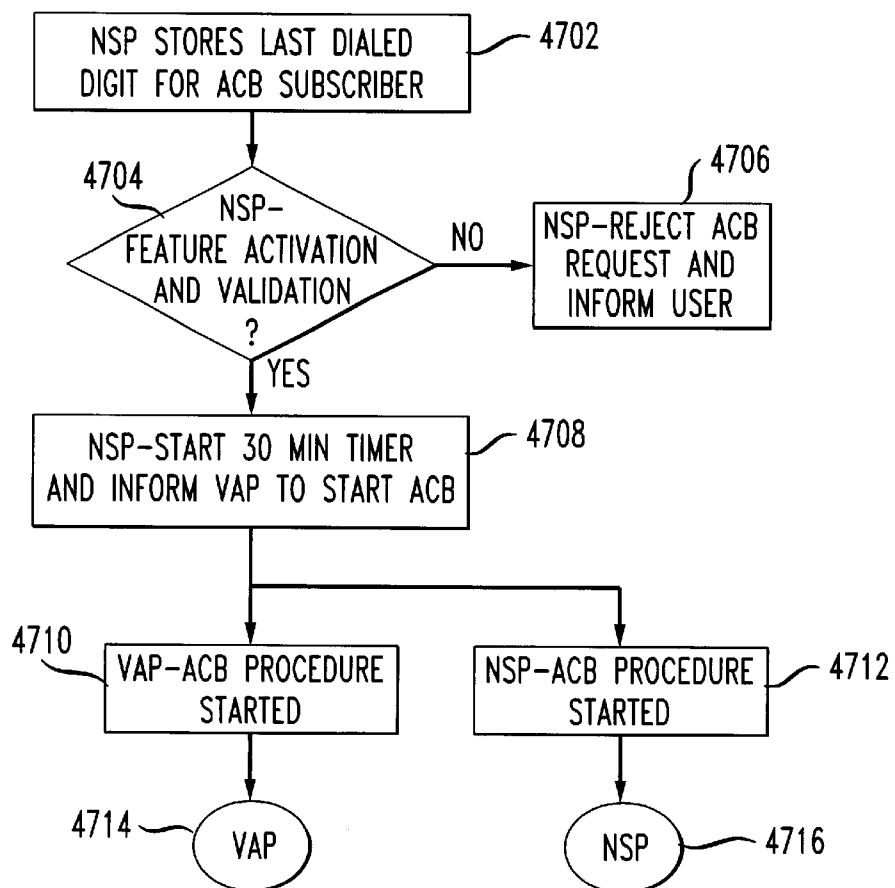 NSP STORES LAST DIALED
DIGIT FOR ACB SUBSCRIBER
4702
4704
NSP-
FEATURE ACTIVATION
AND VALIDATION
?
NO
YES
4706
NSP-REJECT ACB
REQUEST AND
INFORM USER
NSP-START 30 MIN TIMER
AND INFORM VAP TO START ACB
4708
4710
VAP-ACB PROCEDURE
STARTED
NSP-ACB PROCEDURE
STARTED
4712
4714
VAP
NSP
4716